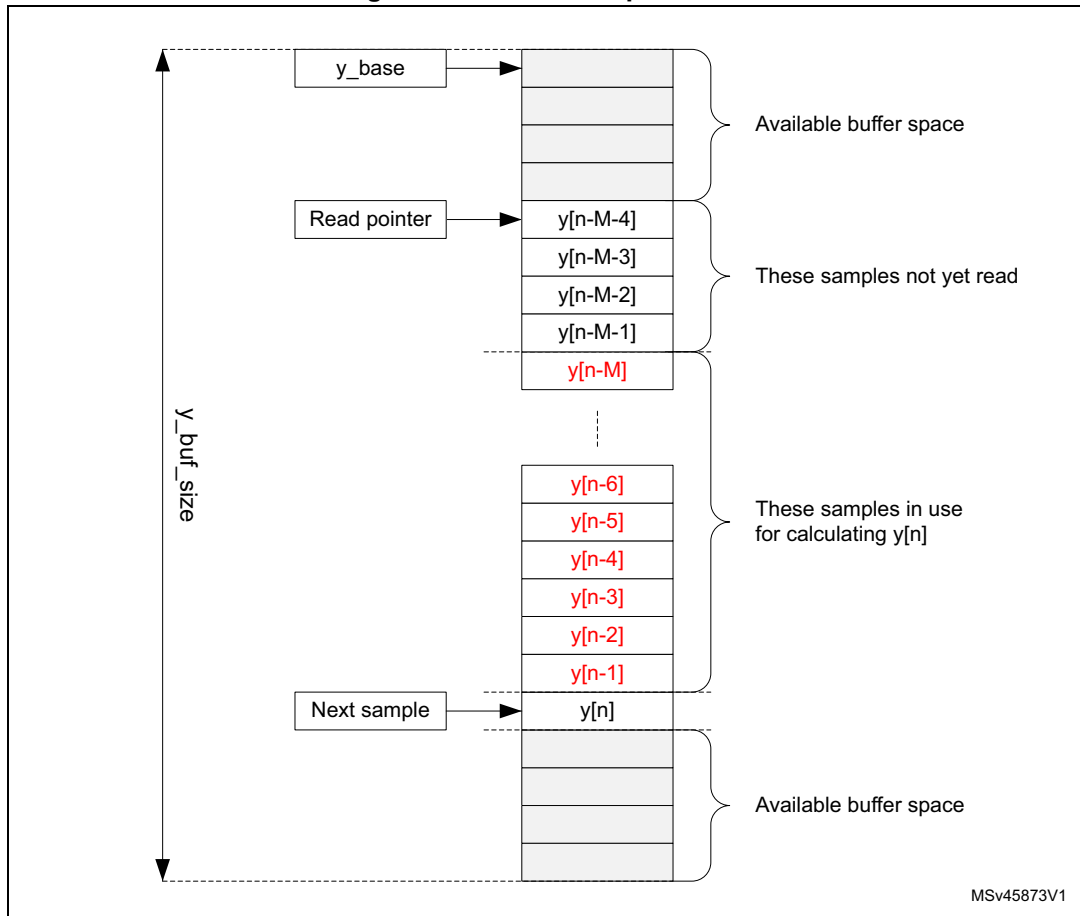 y_base
Available buffer space
Read pointer
y[n-M-4]
y[n-M-3]
These samples not yet read
y[n-M-2]
y[n-M-1]
y[n-M]
y_buf_size
y[n-6]
These samples in use
for calculating y[n]
y[n-5]
y[n-4]
y[n-3]
y[n-2]
y[n-1]
Next sample
y[n]
Available buffer space
MSv45873V1